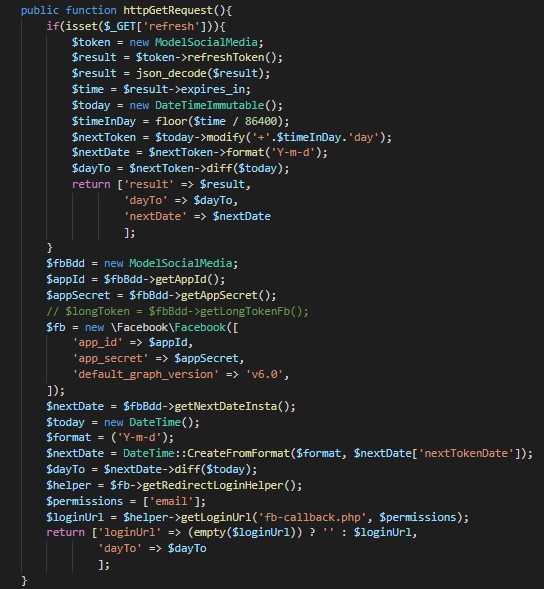 public function httpGetRequest(){
    if(isset($_GET['refresh'])){
        $token = new ModelSocialMedia;
        $result = $token->refreshToken();
        $result = json_decode($result);
        $time = $result->expires_in;
        $today = new DateTimeImmutable();
        $timeInDay = floor($time / 86400);
        $nextToken = $today->modify('+'.$timeInDay.'day');
        $nextDate = $nextToken->format('Y-m-d');
        $dayTo = $nextToken->diff($today);
        return ['result' => $result,
                'dayTo' => $dayTo,
                'nextDate' => $nextDate
                ];
    }
    $fbBdd = new ModelSocialMedia;
    $appId = $fbBdd->getAppId();
    $appSecret = $fbBdd->getAppSecret();
    // $longToken = $fbBdd->getLongTokenFb();
    $fb = new \Facebook\Facebook([
        'app_id' => $appId,
        'app_secret' => $appSecret,
        'default_graph_version' => 'v6.0',
    ]);
    $nextDate = $fbBdd->getNextDateInsta();
    $today = new DateTime();
    $format = ('Y-m-d');
    $nextDate = DateTime::CreateFromFormat($format, $nextDate['nextTokenDate']);
    $dayTo = $nextDate->diff($today);
    $helper = $fb->getRedirectLoginHelper();
    $permissions = ['email'];
    $loginUrl = $helper->getLoginUrl('fb-callback.php', $permissions);
    return ['loginUrl' => (empty($loginUrl)) ? '' : $loginUrl,
            'dayTo' => $dayTo
            ];
}